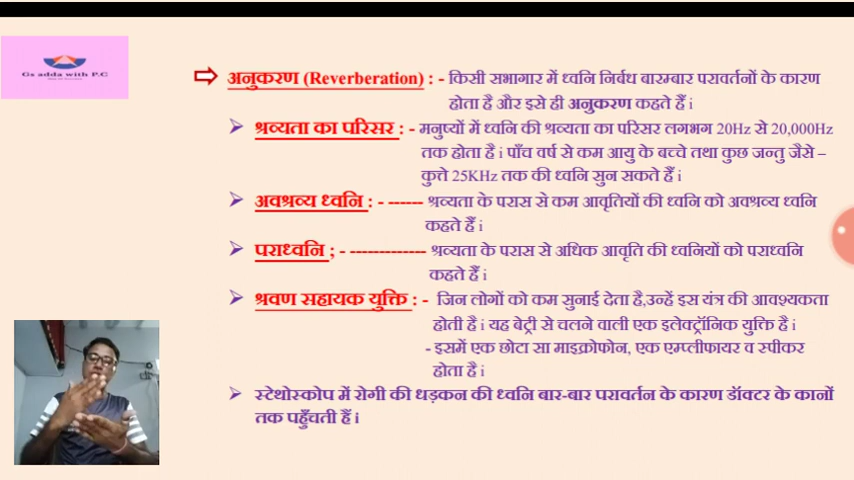 Gs adda with P.C
अनुकरण (Reverberation) : - किसी सभागार में ध्वनि निर्बध बारम्बार परावर्तनों के कारण
होता है और इसे ही अनुकरण कहते हैं i
श्रव्यता का परिसर : - मनुष्यों में ध्वनि की श्रव्यता का परिसर लगभग 20Hz से 20,000Hz
तक होता है i पाँच वर्ष से कम आयु के बच्चे तथा कुछ जन्तु जैसे –
कुत्ते 25KHz तक की ध्वनि सुन सकते हैं i
अवश्रव्य ध्वनि : - ------ श्रव्यता के परास से कम आवृतियों की ध्वनि को अवश्रव्य ध्वनि
कहते हैं i
पराध्वनि ; - ------------- श्रव्यता के परास से अधिक आवृति की ध्वनियों को पराध्वनि
कहते हैं i
श्रवण सहायक युक्ति : - जिन लोगों को कम सुनाई देता है,उन्हें इस यंत्र की आवश्यकता
होती है i यह बेट्री से चलने वाली एक इलेक्ट्रॉनिक युक्ति है i
- इसमें एक छोटा सा माइक्रोफोन, एक एम्प्लीफायर व स्पीकर
होता है i
स्टेथोस्कोप में रोगी की धड़कन की ध्वनि बार-बार परावर्तन के कारण डॉक्टर के कानों
तक पहुँचती हैं i